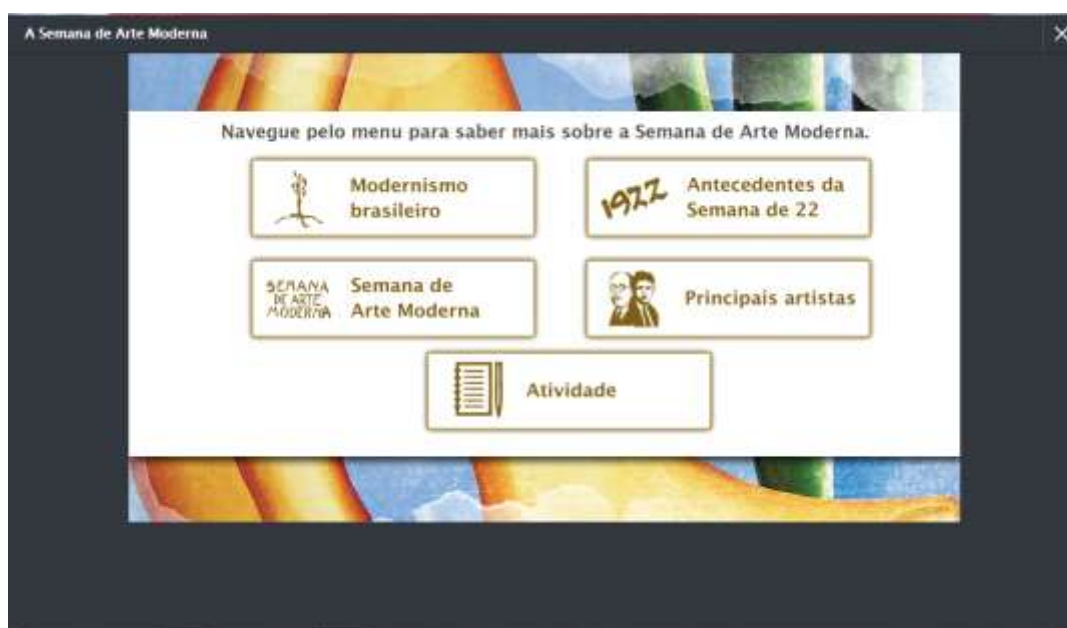 A Semana de Arte Moderna
Navegue pelo menu para saber mais sobre a Semana de Arte Moderna.
Modernismo
brasileiro
1922
Antecedentes da
Semana de 22
SEMANA
DE ARTE
MODERNA
Semana de
Arte Moderna
Principais artistas
Atividade